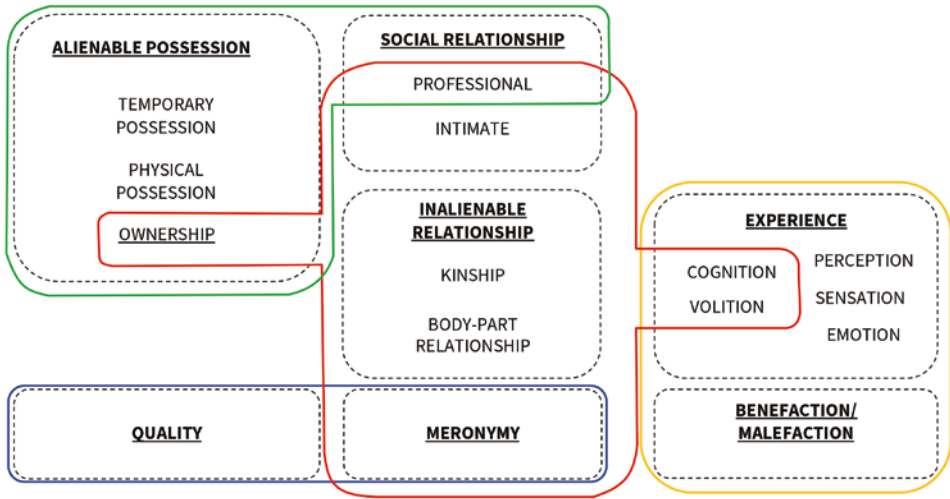 ALIENABLE POSSESSION
TEMPORARY
POSSESSION
PHYSICAL
POSSESSION
OWNERSHIP
SOCIAL RELATIONSHIP
PROFESSIONAL
INTIMATE
INALIENABLE
RELATIONSHIP
KINSHIP
BODY-PART
RELATIONSHIP
EXPERIENCE
COGNITION
VOLITION
PERCEPTION
SENSATION
EMOTION
QUALITY
MERONYMY
BENEFACTION/
MALEFACTION